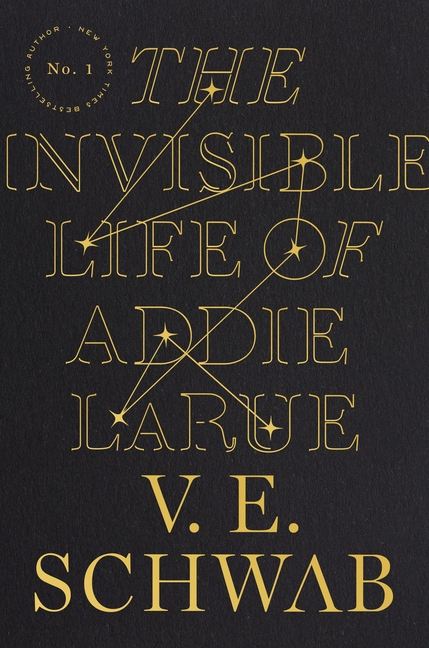 No. 1
NEW YORK TIMES BESTSELLING AUTHOR ·
THE
INVISIBLE
LIFE OF
ADDIE
LARUE
V. E.
SCHWAB